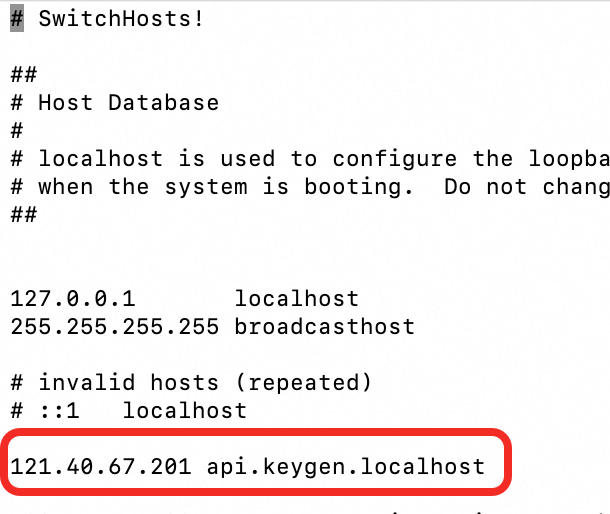 # SwitchHosts!
##
# Host Database
#
# localhost is used to configure the loopba
# when the system is booting.  Do not chang
##
127.0.0.1       localhost
255.255.255.255 broadcasthost
# invalid hosts (repeated)
# ::1   localhost
121.40.67.201 api.keygen.localhost